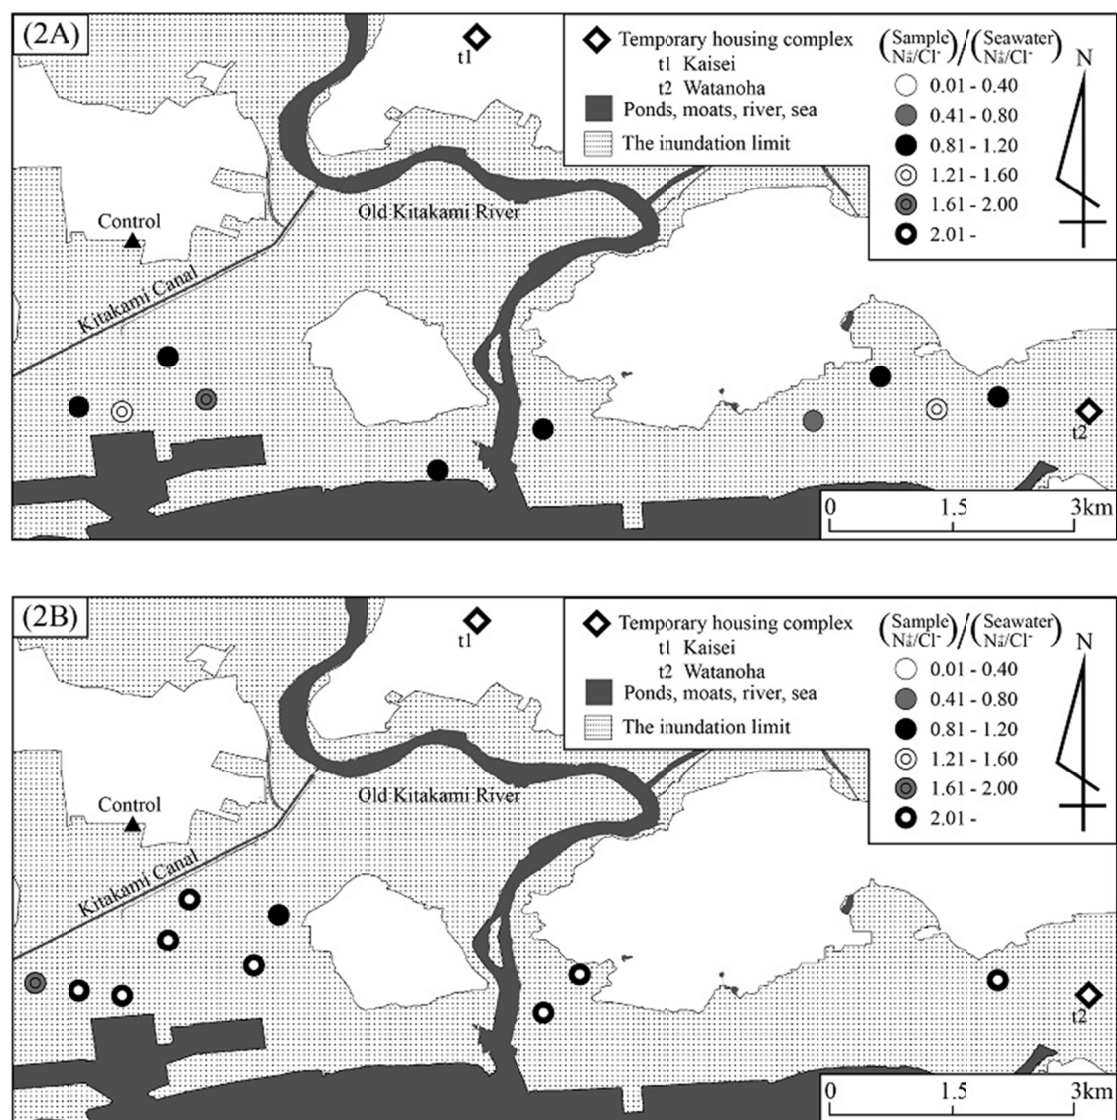 (2A)
t1
Temporary housing complex
t1 Kaisei
t2 Watanoha
Ponds, moats, river, sea
The inundation limit
(Sample Na+/Cl-)/(Seawater Na+/Cl-)
0.01 - 0.40
0.41 - 0.80
0.81 - 1.20
1.21 - 1.60
1.61 - 2.00
2.01 -
N
Control
Old Kitakami River
Kitakami Canal
t2
0 1.5 3km
(2B)
t1
Temporary housing complex
t1 Kaisei
t2 Watanoha
Ponds, moats, river, sea
The inundation limit
(Sample Na+/Cl-)/(Seawater Na+/Cl-)
0.01 - 0.40
0.41 - 0.80
0.81 - 1.20
1.21 - 1.60
1.61 - 2.00
2.01 -
N
Control
Old Kitakami River
Kitakami Canal
t2
0 1.5 3km